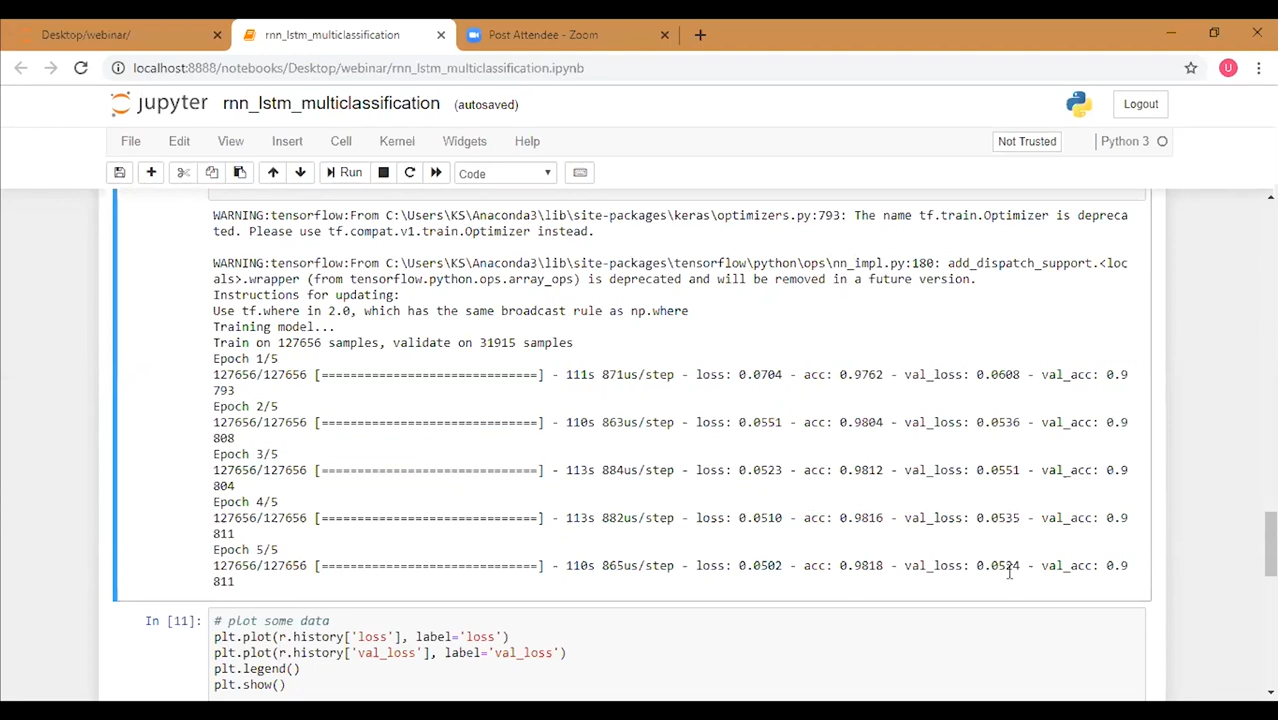 Desktop/webinar/
rnn_lstm_multiclassification
Post Attendee - Zoom
localhost:8888/notebooks/Desktop/webinar/rnn_lstm_multiclassification.ipynb
U
jupyter rnn_lstm_multiclassification (autosaved)
Logout
File Edit View Insert Cell Kernel Widgets Help
Not Trusted
Python 3
Run
Code
WARNING:tensorflow:From C:\Users\KS\Anaconda3\lib\site-packages\keras\optimizers.py:793: The name tf.train.Optimizer is depreca
ted. Please use tf.compat.v1.train.Optimizer instead.
WARNING:tensorflow:From C:\Users\KS\Anaconda3\lib\site-packages\tensorflow\python\ops\nn_impl.py:180: add_dispatch_support.<loc
als>.wrapper (from tensorflow.python.ops.array_ops) is deprecated and will be removed in a future version.
Instructions for updating:
Use tf.where in 2.0, which has the same broadcast rule as np.where
Training model...
Train on 127656 samples, validate on 31915 samples
Epoch 1/5
127656/127656 [==============================] - 111s 871us/step - loss: 0.0704 - acc: 0.9762 - val_loss: 0.0608 - val_acc: 0.9
793
Epoch 2/5
127656/127656 [==============================] - 110s 863us/step - loss: 0.0551 - acc: 0.9804 - val_loss: 0.0536 - val_acc: 0.9
808
Epoch 3/5
127656/127656 [==============================] - 113s 884us/step - loss: 0.0523 - acc: 0.9812 - val_loss: 0.0551 - val_acc: 0.9
804
Epoch 4/5
127656/127656 [==============================] - 113s 882us/step - loss: 0.0510 - acc: 0.9816 - val_loss: 0.0535 - val_acc: 0.9
811
Epoch 5/5
127656/127656 [==============================] - 110s 865us/step - loss: 0.0502 - acc: 0.9818 - val_loss: 0.0524 - val_acc: 0.9
811
In [11]: # plot some data
plt.plot(r.history['loss'], label='loss')
plt.plot(r.history['val_loss'], label='val_loss')
plt.legend()
plt.show()